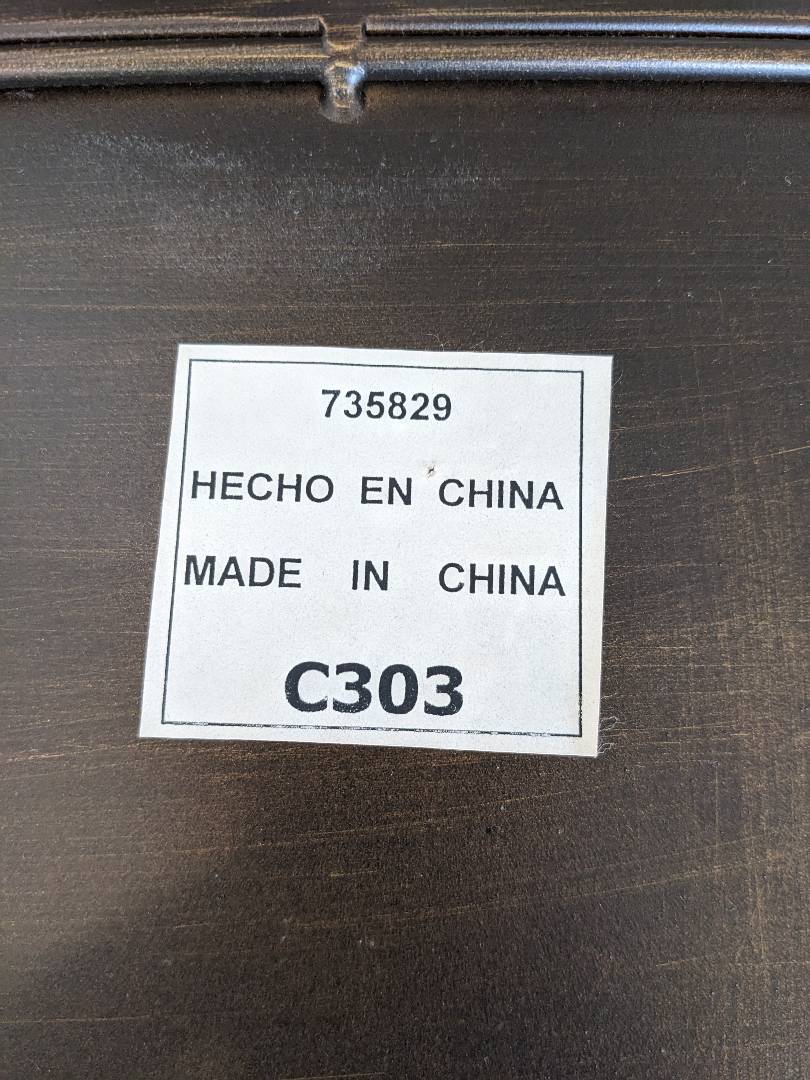 735829
HECHO EN CHINA
MADE IN CHINA
C303